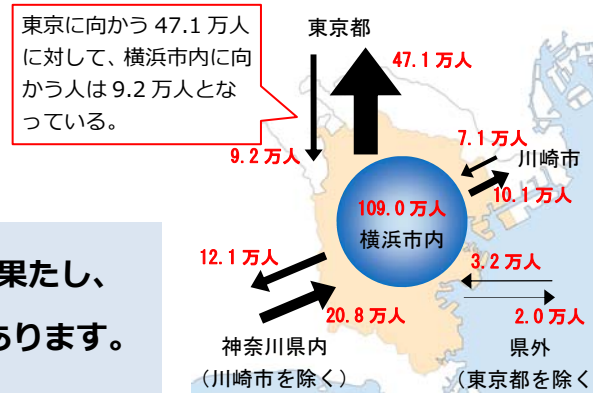 東京に向かう 47.1 万人
に対して、横浜市内に向
かう人は 9.2 万人とな
っている。
東京都
47.1 万人
9.2 万人
7.1 万人
川崎市
10.1 万人
109.0 万人
横浜市内
12.1 万人
20.8 万人
3.2 万人
2.0 万人
神奈川県内
（川崎市を除く）
県外
（東京都を除く
果たし、
あります。